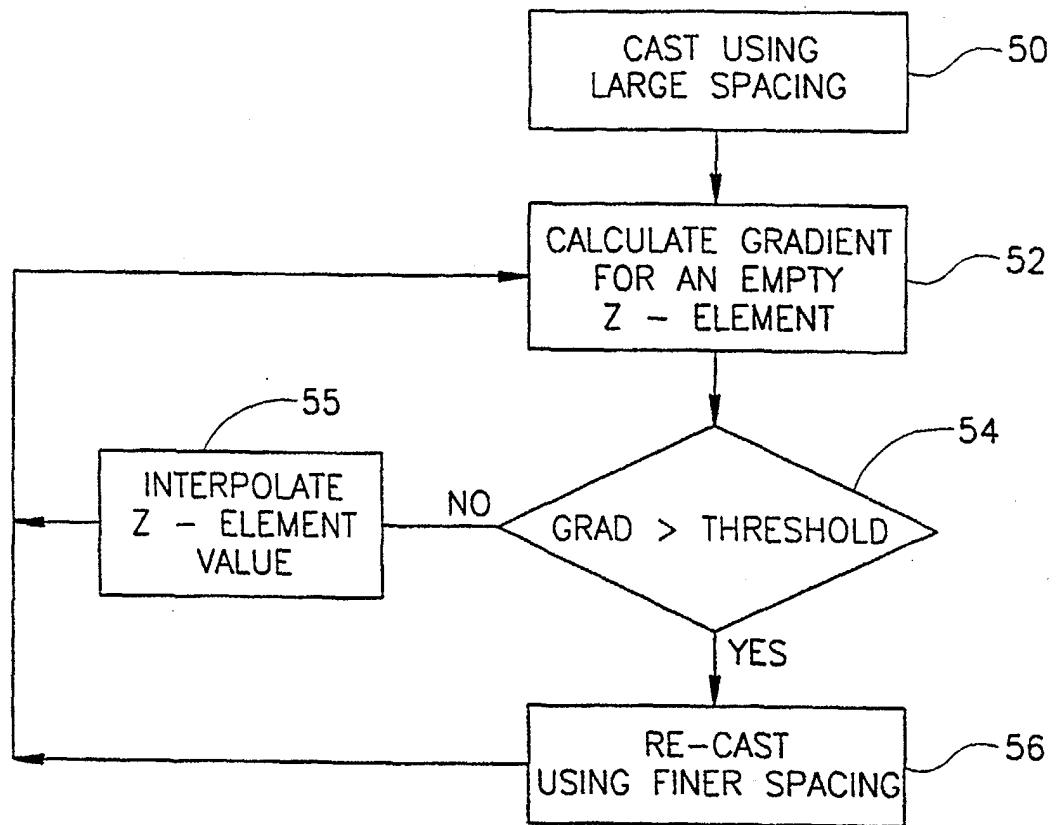 CAST USING
LARGE SPACING
50
CALCULATE GRADIENT
FOR AN EMPTY
Z - ELEMENT
52
55
54
INTERPOLATE
Z - ELEMENT
VALUE
NO
GRAD > THRESHOLD
YES
RE-CAST
USING FINER SPACING
56